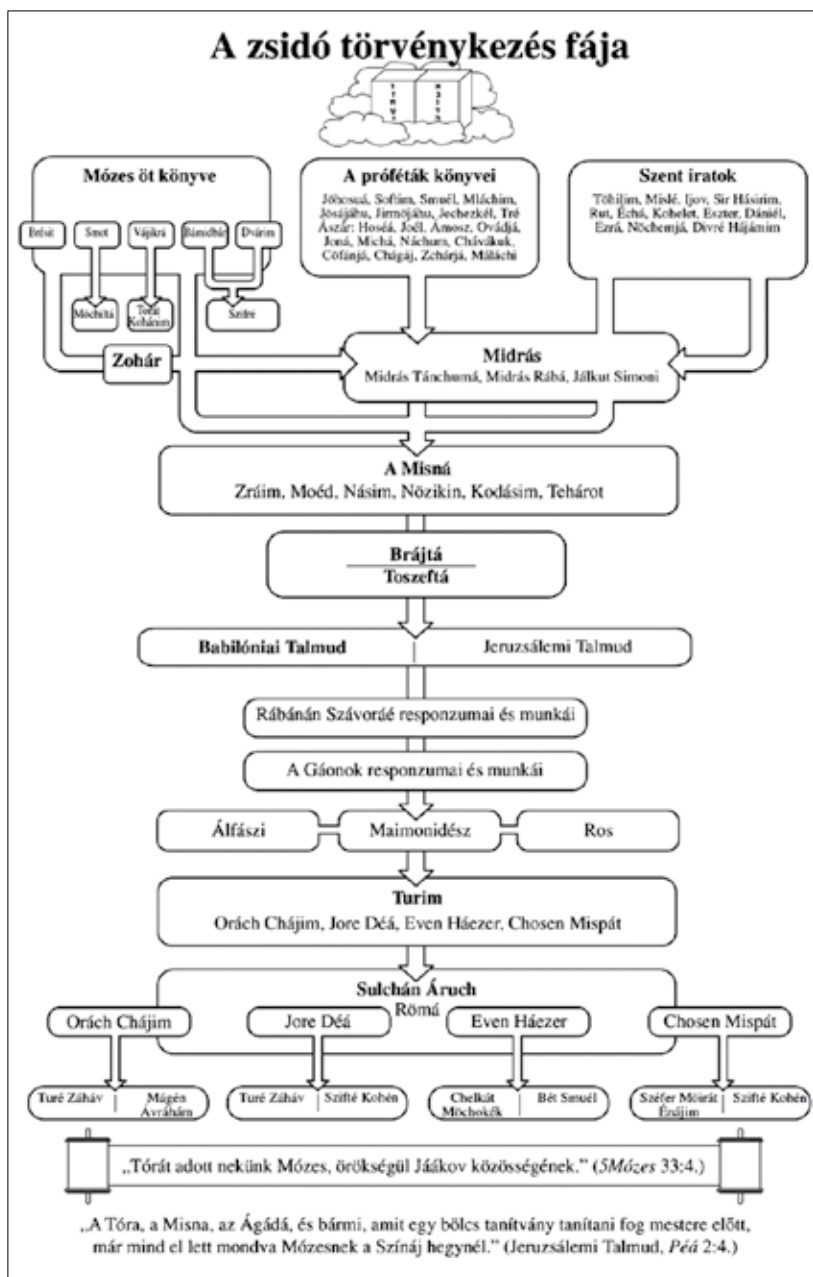 A zsidó törvénykezés fája
Mózes öt könyve
Brésit
Smot
Vájikrá
Bámidbár
Dvárim
Möchiltá
Torát
Kohánim
Szifré
A próféták könyvei
Jöhosuá, Softim, Smuél, Mláchim,
Jösájáhu, Jirmöjáhu, Jechezkél, Tré
Ászár: Hoséá, Joél, Ámosz, Ovádjá,
Joná, Michá, Náchum, Chávákuk,
Cöfánjá, Chágáj, Zchárjá, Máláchi
Szent iratok
Töhilim, Mislé, Ijov, Sir Hásirim,
Rut, Échá, Kohelet, Eszter, Dániél,
Ezrá, Nöchemjá, Divré Hájámim
Zohár
Midrás
Midrás Tánchumá, Midrás Rábá, Jálkut Simoni
A Misná
Zráim, Moéd, Násim, Nözikin, Kodásim, Tehárot
Brájtá
Toszeftá
Babilóniai Talmud
Jeruzsálemi Talmud
Rábánán Szávoráé responzumai és munkái
A Gáonok responzumai és munkái
Álfászi
Maimonidész
Ros
Turim
Orách Chájim, Jore Déá, Even Háezer, Chosen Mispát
Sulchán Áruch
Römá
Orách Chájim
Jore Déá
Even Háezer
Chosen Mispát
Turé Záháv
Mágén
Ávráhám
Turé Záháv
Szifté Kohén
Chelkát
Möchokék
Bét Smuél
Széfer Möirát
Énájim
Szifté Kohén
„Tórát adott nekünk Mózes, örökségül Jáákov közösségének.” (5Mózes 33:4.)
„A Tóra, a Misna, az Ágádá, és bármi, amit egy bölcs tanítvány tanítani fog mestere előtt,
már mind el lett mondva Mózesnek a Színáj hegynél.” (Jeruzsálemi Talmud, Péá 2:4.)